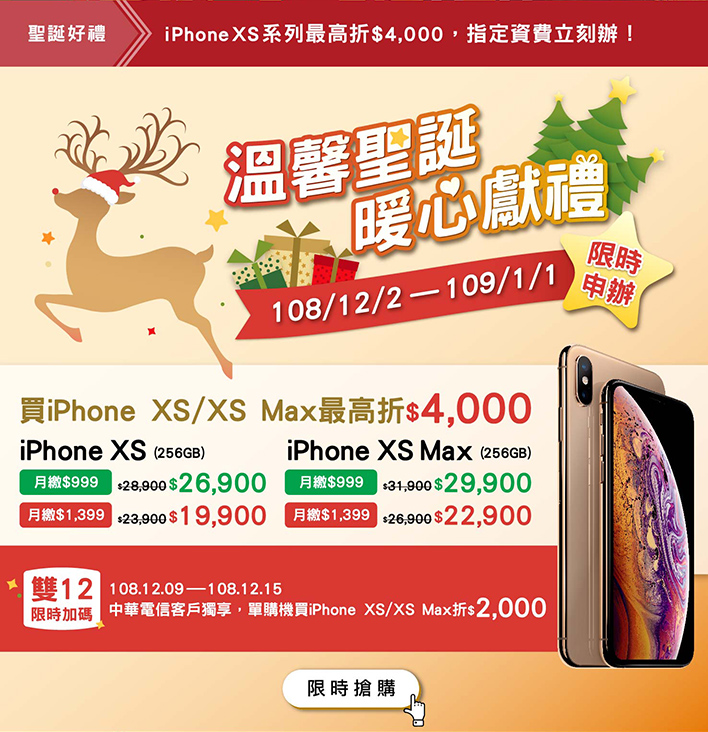 聖誕好禮
iPhone XS系列最高折$4,000，指定資費立刻辦！
溫馨聖誕
暖心獻禮
限時
申辦
108/12/2—109/1/1
買iPhone XS/XS Max最高折$4,000
iPhone XS (256GB)
月繳$999 $28,900 $26,900
月繳$1,399 $23,900 $19,900
iPhone XS Max (256GB)
月繳$999 $31,900 $29,900
月繳$1,399 $26,900 $22,900
雙12
限時加碼
108.12.09—108.12.15
中華電信客戶獨享，單購機買iPhone XS/XS Max折$2,000
限時搶購